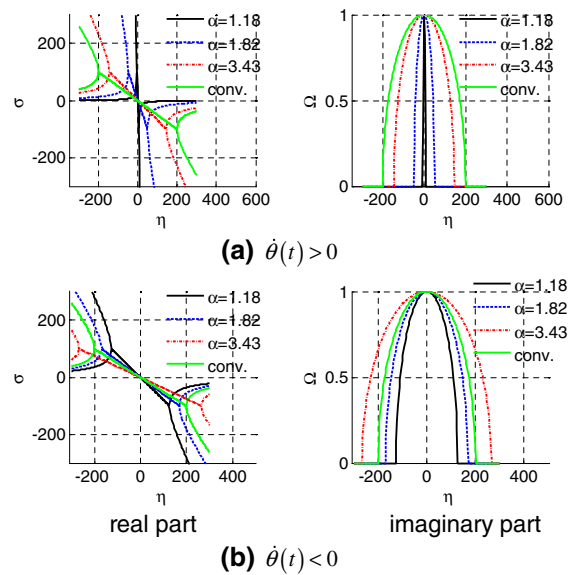 α=1.18
α=1.82
α=3.43
conv.
σ
200
0
-200
-200 0 200 400 600
η
α=1.18
α=1.82
α=3.43
conv.
Ω
1
0.5
0
-200 0 200 400 600
η
(a) θ̇(t)>0
α=1.18
α=1.82
α=3.43
conv.
σ
200
0
-200
-200 0 200 400
η
real part
α=1.18
α=1.82
α=3.43
conv.
Ω
1
0.5
0
-200 0 200 400
η
imaginary part
(b) θ̇(t)<0